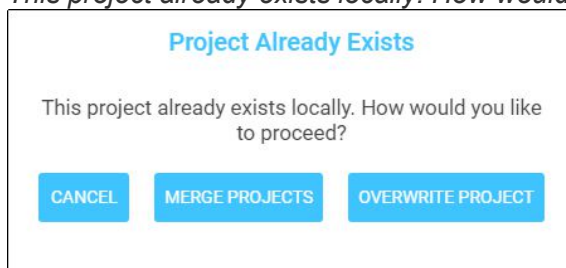 This project already exists locally. How would
Project Already Exists
This project already exists locally. How would you like
to proceed?
CANCEL
MERGE PROJECTS
OVERWRITE PROJECT